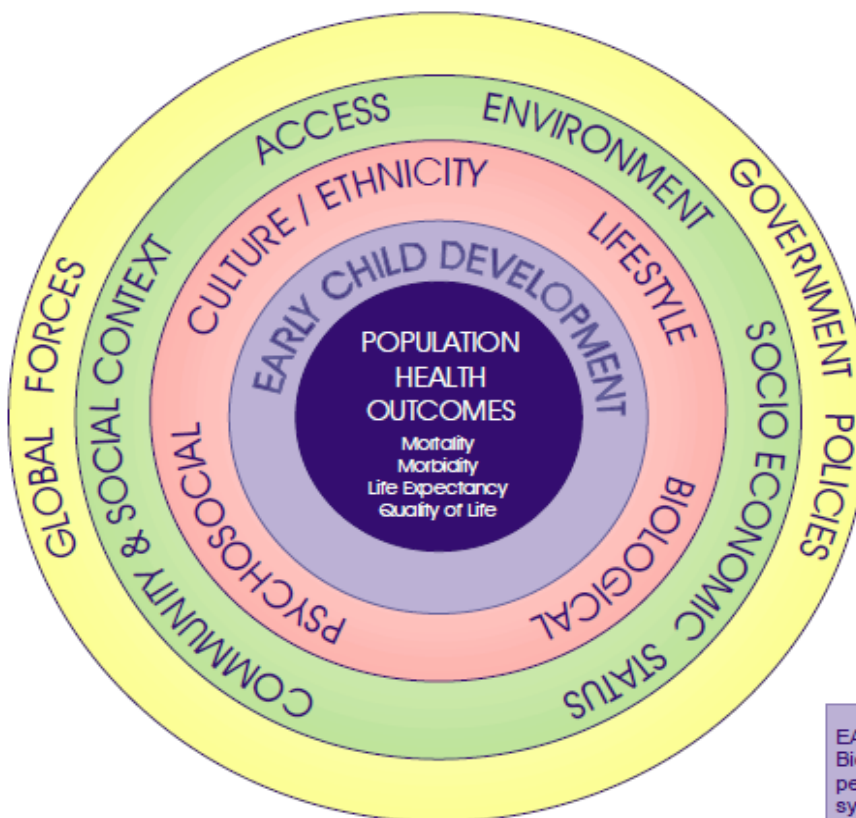 GLOBAL FORCES
GOVERNMENT POLICIES
COMMUNITY & SOCIAL CONTEXT
ACCESS
ENVIRONMENT
SOCIO ECONOMIC STATUS
PSYCHOSOCIAL
CULTURE / ETHNICITY
LIFESTYLE
BIOLOGICAL
EARLY CHILD DEVELOPMENT
POPULATION
HEALTH
OUTCOMES
Mortality
Morbidity
Life Expectancy
Quality of Life